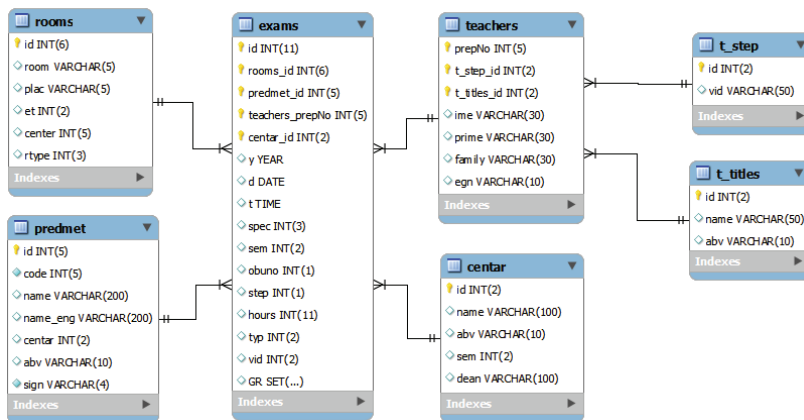 rooms
id INT(6)
room VARCHAR(5)
plac VARCHAR(5)
et INT(2)
center INT(5)
rtype INT(3)
Indexes
predmet
id INT(5)
code INT(5)
name VARCHAR(200)
name_eng VARCHAR(200)
centar INT(2)
abv VARCHAR(10)
sign VARCHAR(4)
Indexes
exams
id INT(11)
rooms_id INT(6)
predmet_id INT(5)
teachers_prepNo INT(5)
centar_id INT(2)
y YEAR
d DATE
t TIME
spec INT(3)
sem INT(2)
obuno INT(1)
step INT(1)
hours INT(11)
typ INT(2)
vid INT(2)
GR SET(...)
Indexes
teachers
prepNo INT(5)
t_step_id INT(2)
t_titles_id INT(2)
ime VARCHAR(30)
prime VARCHAR(30)
family VARCHAR(30)
egn VARCHAR(10)
Indexes
centar
id INT(2)
name VARCHAR(100)
abv VARCHAR(10)
sem INT(2)
dean VARCHAR(100)
Indexes
t_step
id INT(2)
vid VARCHAR(50)
Indexes
t_titles
id INT(2)
name VARCHAR(50)
abv VARCHAR(10)
Indexes